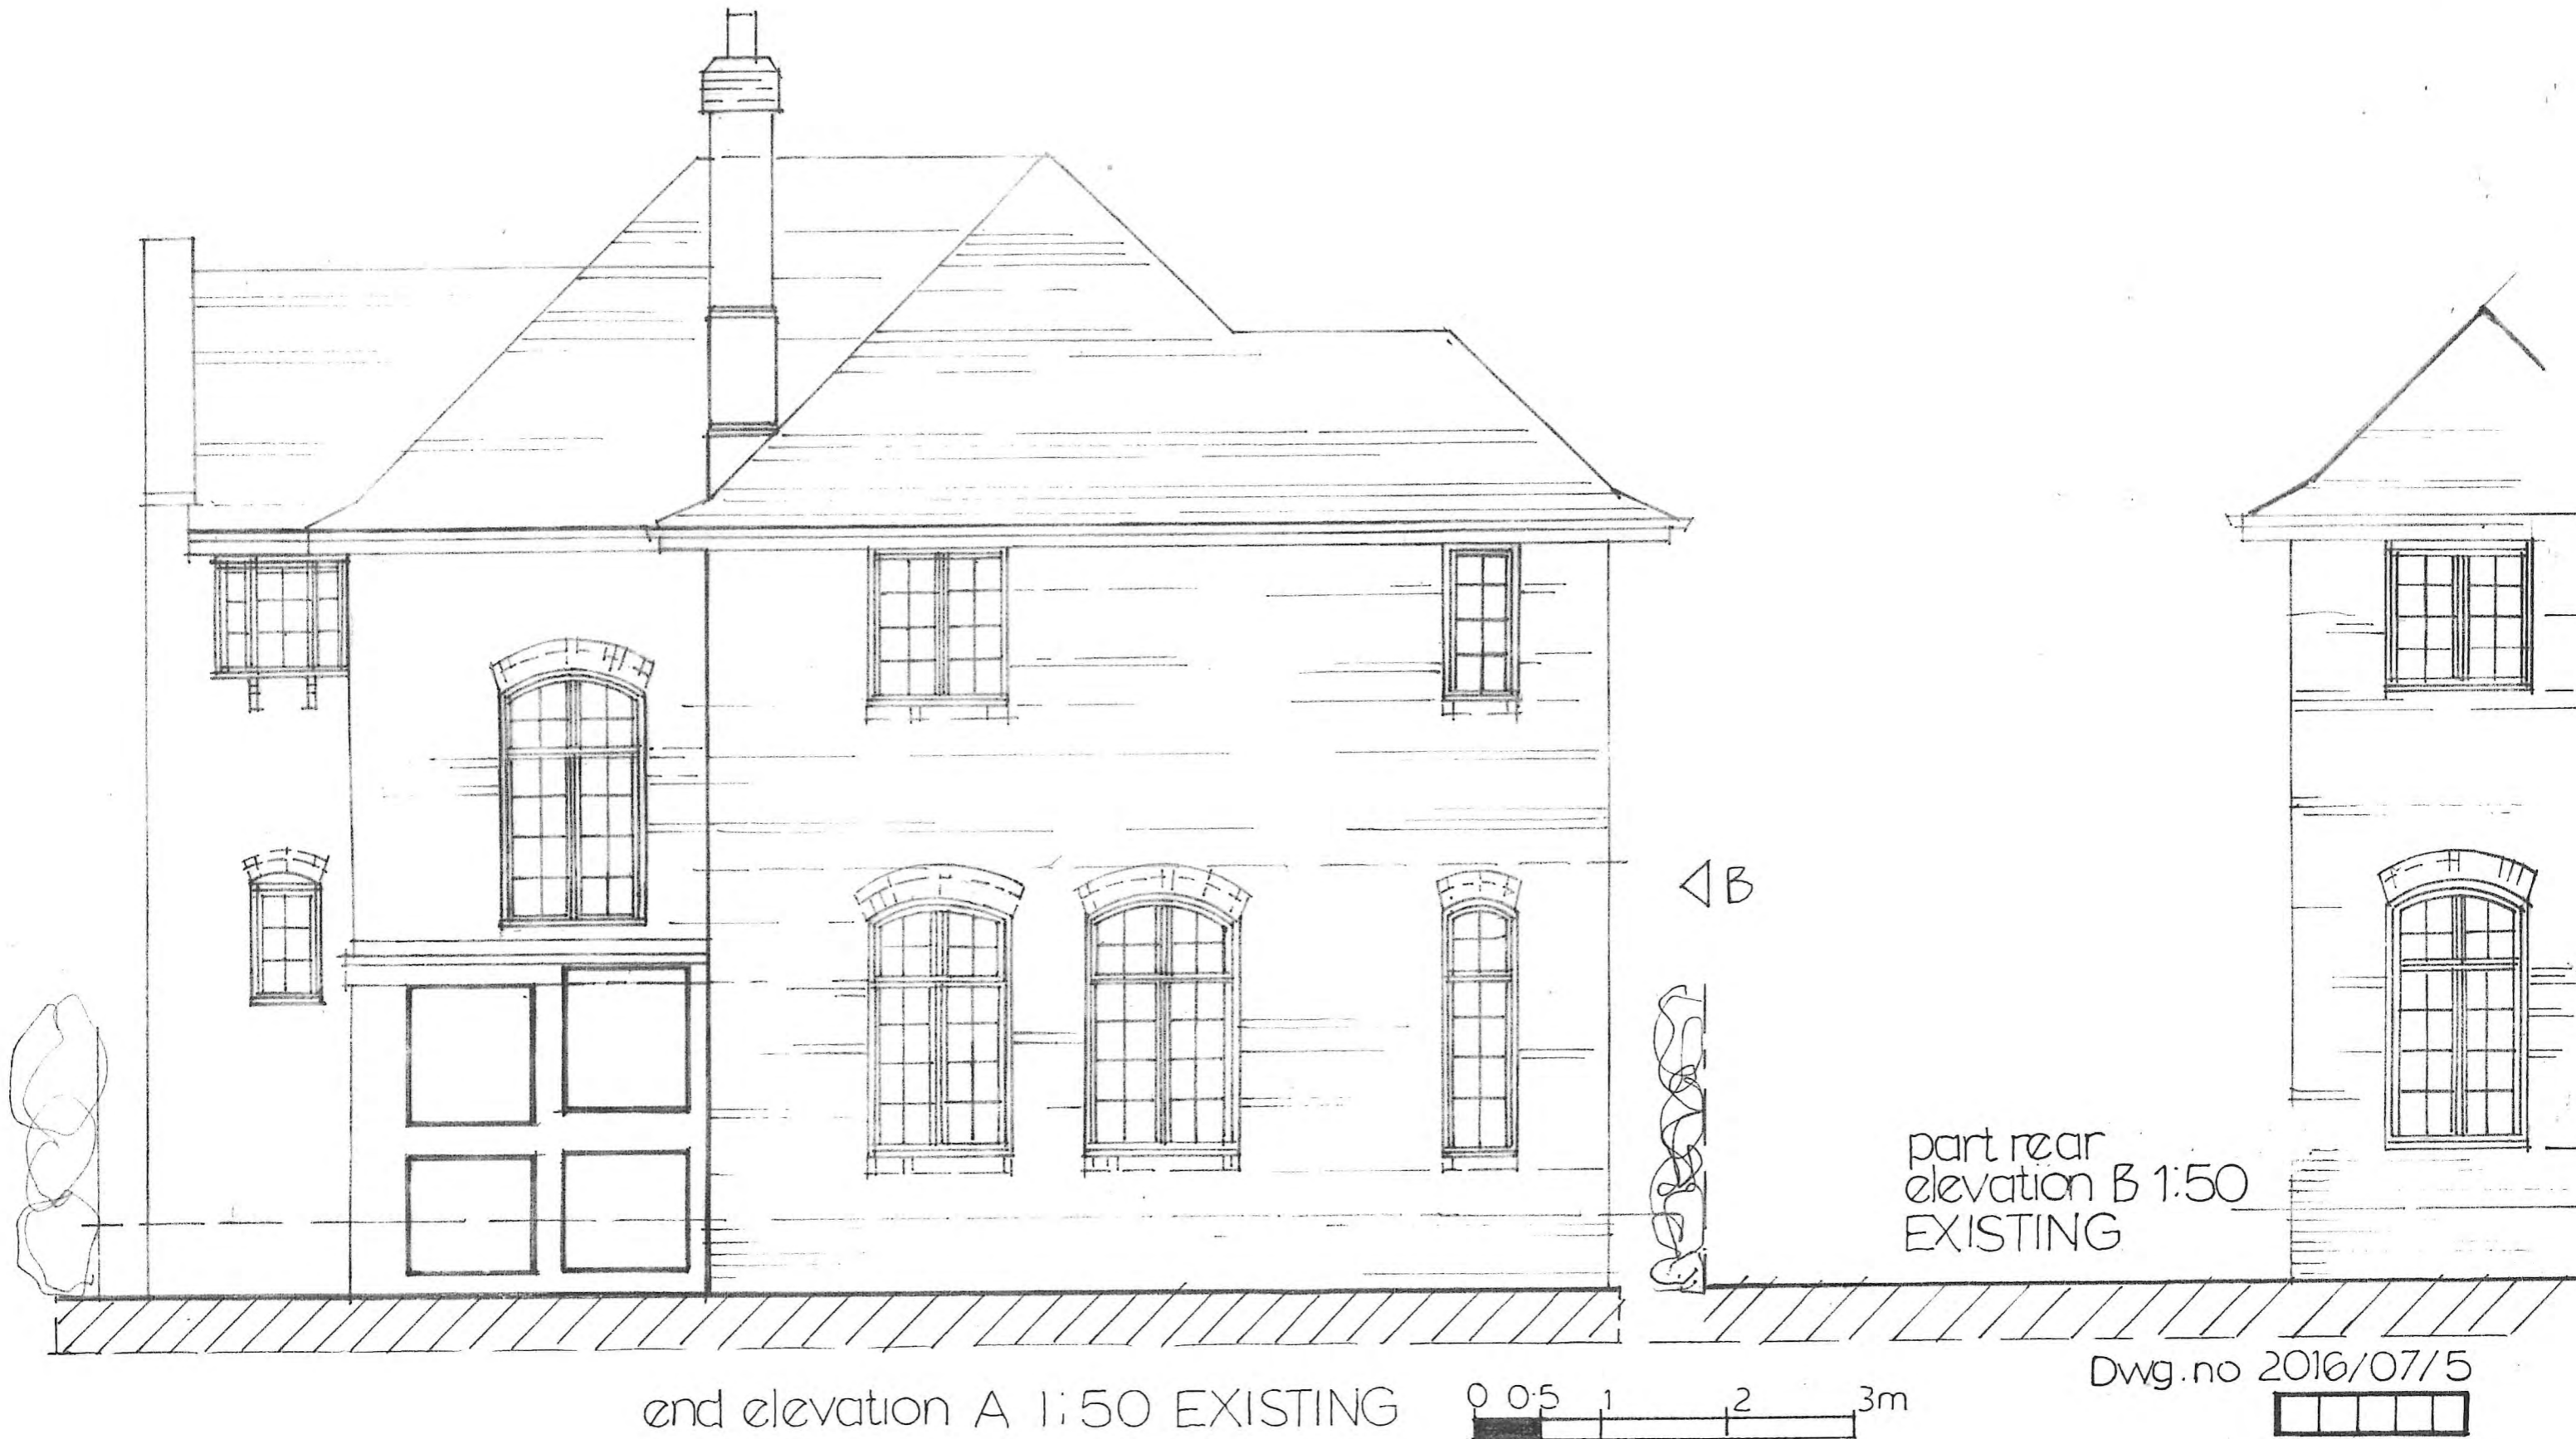 B
part rear
elevation B 1:50
EXISTING
Dwg.no 2016/07/5
end elevation A 1:50 EXISTING
0 0.5 1 2 3m